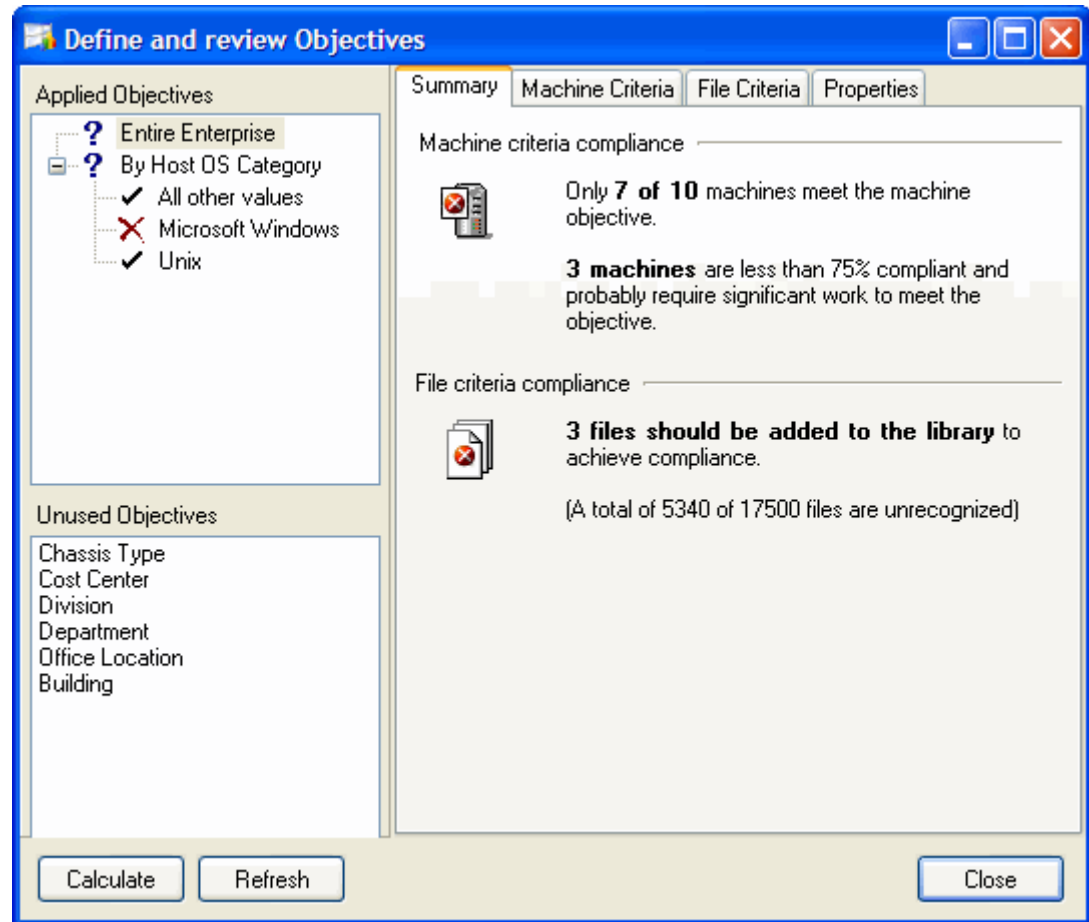 Define and review Objectives
Applied Objectives
? Entire Enterprise
? By Host OS Category
All other values
Microsoft Windows
Unix
Unused Objectives
Chassis Type
Cost Center
Division
Department
Office Location
Building
Summary
Machine Criteria
File Criteria
Properties
Machine criteria compliance
Only 7 of 10 machines meet the machine
objective.
3 machines are less than 75% compliant and
probably require significant work to meet the
objective.
File criteria compliance
3 files should be added to the library to
achieve compliance.
(A total of 5340 of 17500 files are unrecognized)
Calculate
Refresh
Close